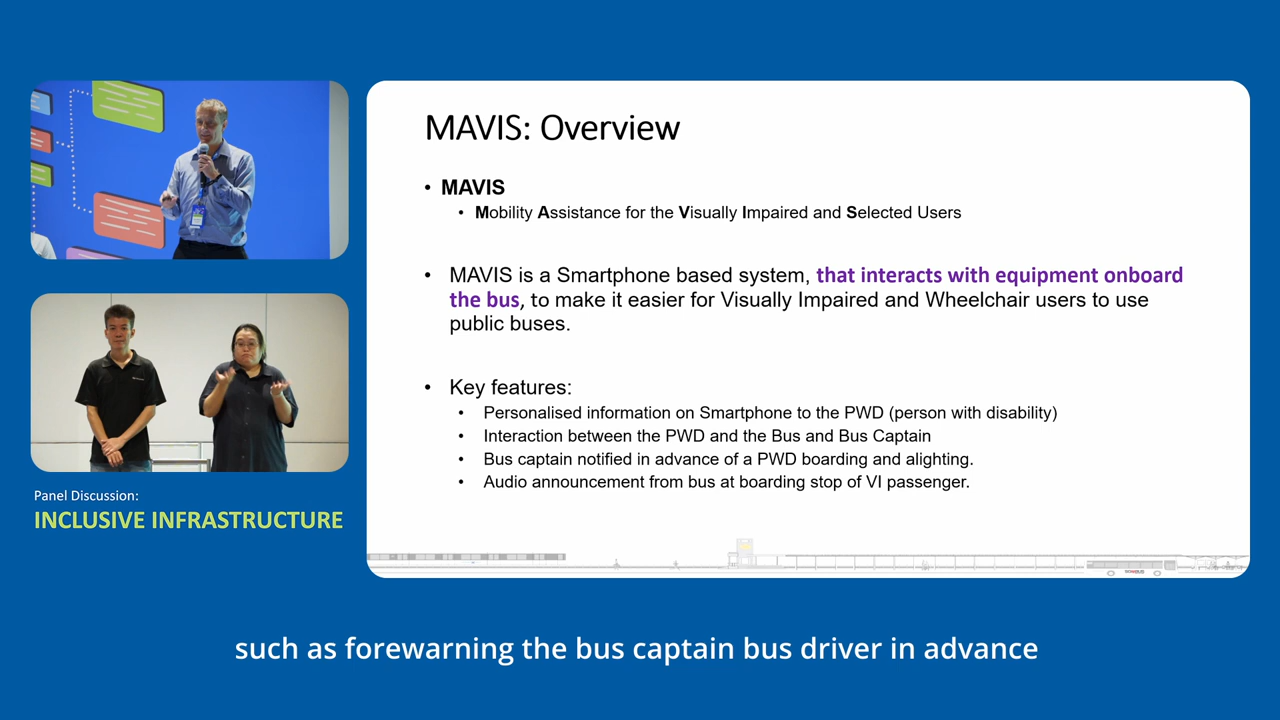 MAVIS: Overview
• MAVIS
• Mobility Assistance for the Visually Impaired and Selected Users
• MAVIS is a Smartphone based system, that interacts with equipment onboard
the bus, to make it easier for Visually Impaired and Wheelchair users to use
public buses.
• Key features:
• Personalised information on Smartphone to the PWD (person with disability)
• Interaction between the PWD and the Bus and Bus Captain
• Bus captain notified in advance of a PWD boarding and alighting.
• Audio announcement from bus at boarding stop of VI passenger.
Panel Discussion:
INCLUSIVE INFRASTRUCTURE
such as forewarning the bus captain bus driver in advance